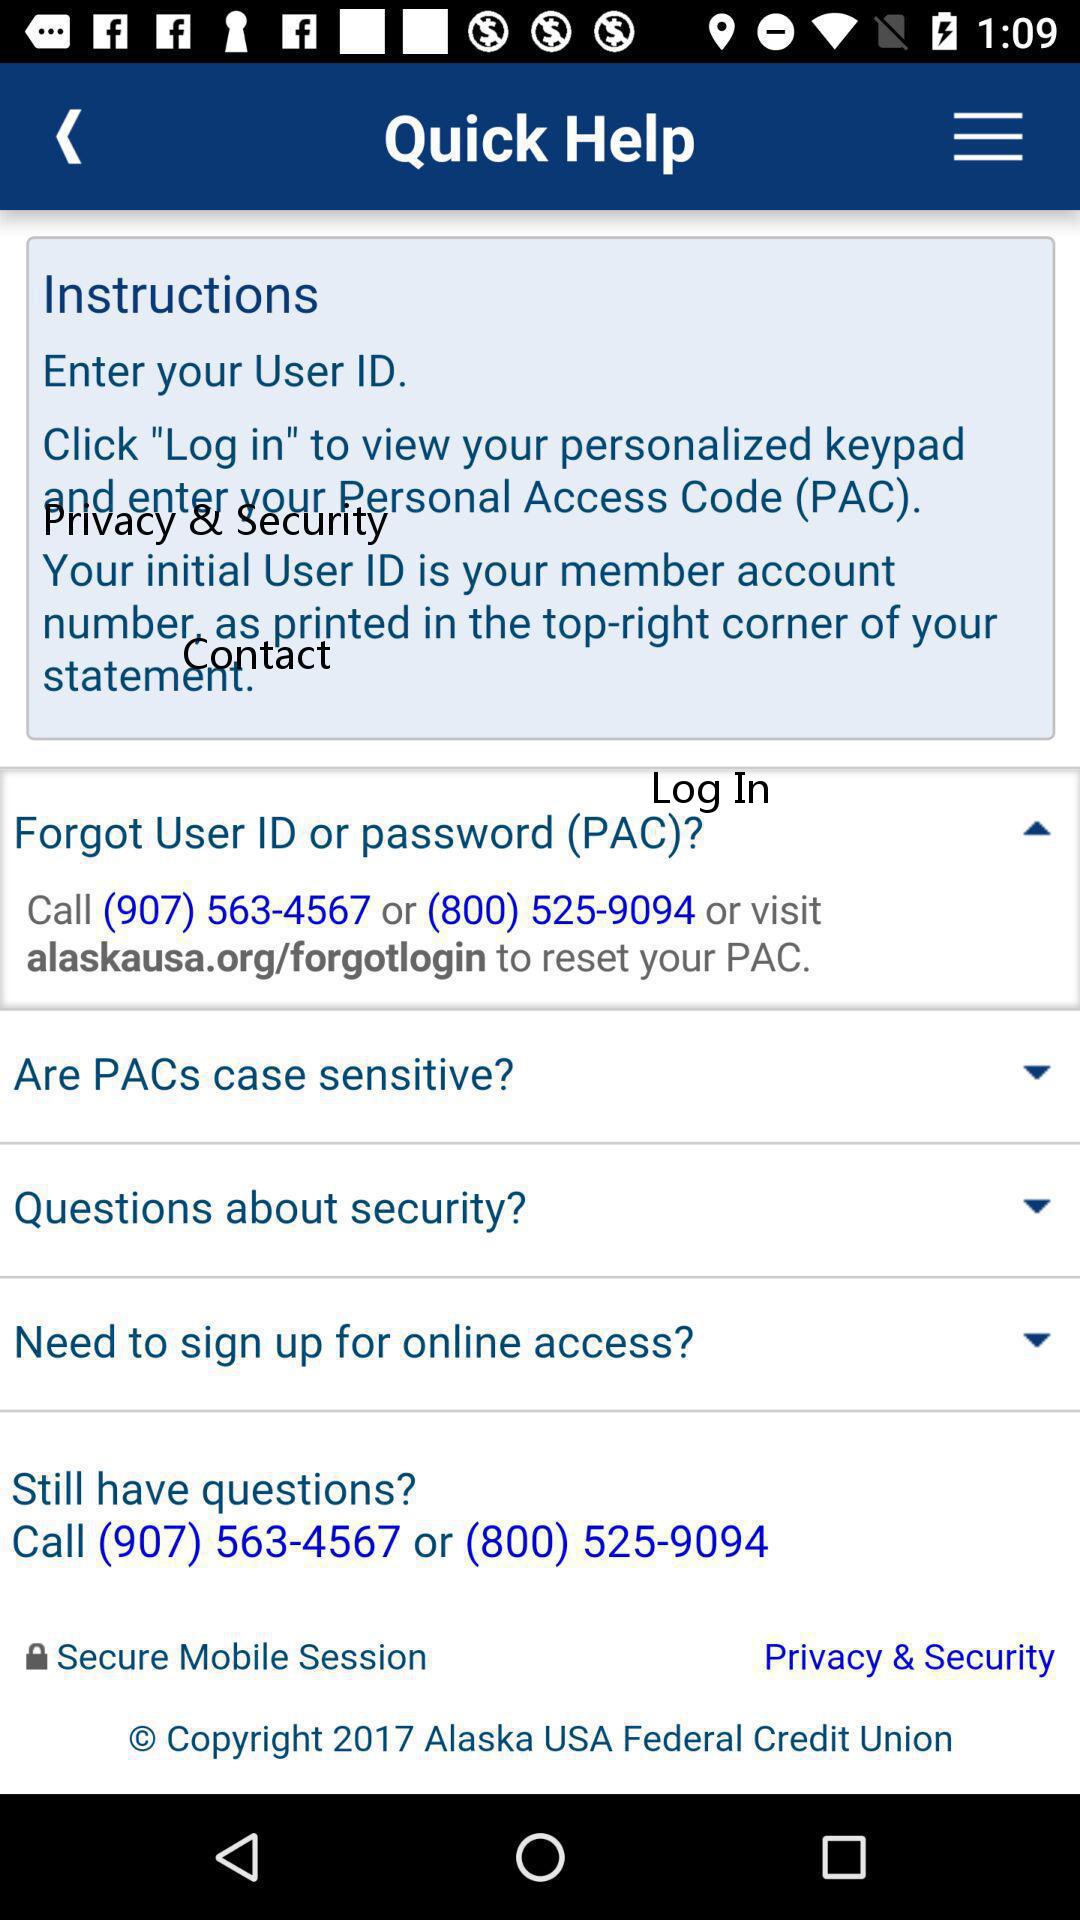 1:09
Quick Help
Instructions
Enter your User ID.
Click "Log in" to view your personalized keypad
and enter your Personal Access Code (PAC).
Privacy & Security
Your initial User ID is your member account
number, as printed in the top-right corner of your
Contact
statement.
Log In
Forgot User ID or password (PAC)?
Call (907) 563-4567 or (800) 525-9094 or visit
alaskausa.org/forgotlogin to reset your PAC.
Are PACs case sensitive?
Questions about security?
Need to sign up for online access?
Still have questions?
Call (907) 563-4567 or (800) 525-9094
Secure Mobile Session
Privacy & Security
© Copyright 2017 Alaska USA Federal Credit Union